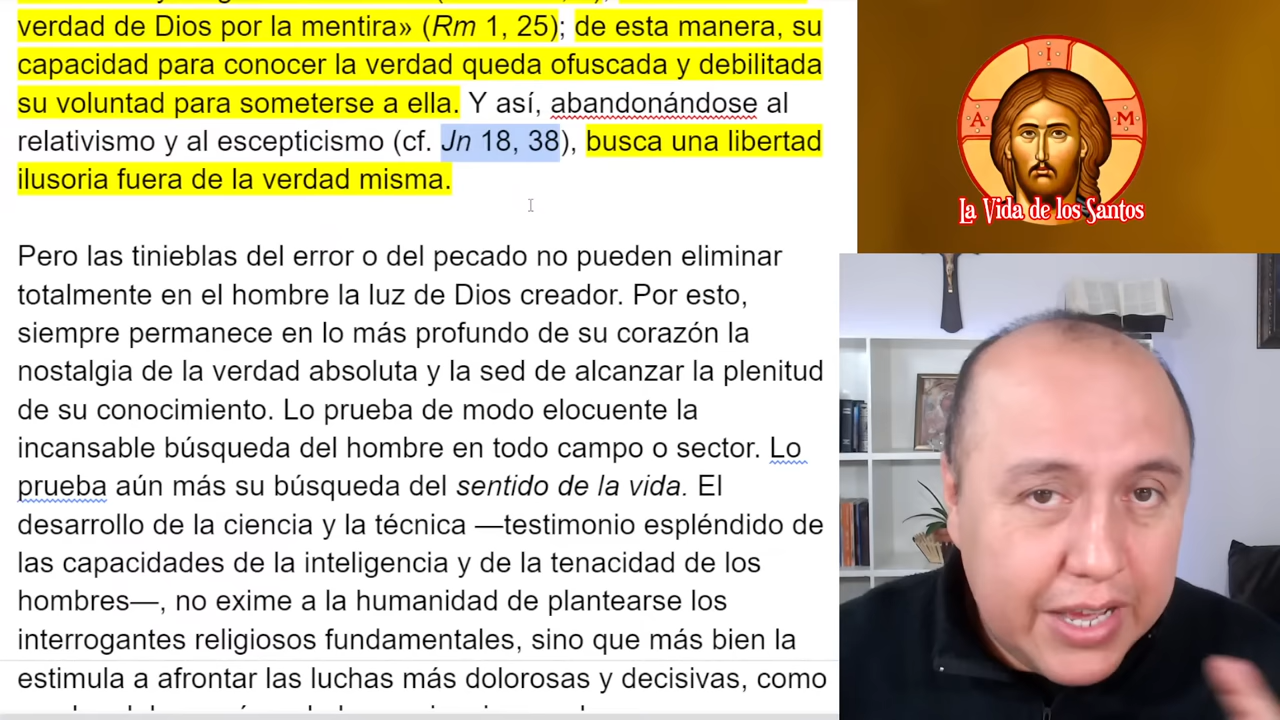 verdad de Dios por la mentira» (Rm 1, 25); de esta manera, su
capacidad para conocer la verdad queda ofuscada y debilitada
su voluntad para someterse a ella. Y así, abandonándose al
relativismo y al escepticismo (cf. Jn 18, 38), busca una libertad
ilusoria fuera de la verdad misma.
Pero las tinieblas del error o del pecado no pueden eliminar
totalmente en el hombre la luz de Dios creador. Por esto,
siempre permanece en lo más profundo de su corazón la
nostalgia de la verdad absoluta y la sed de alcanzar la plenitud
de su conocimiento. Lo prueba de modo elocuente la
incansable búsqueda del hombre en todo campo o sector. Lo
prueba aún más su búsqueda del sentido de la vida. El
desarrollo de la ciencia y la técnica —testimonio espléndido de
las capacidades de la inteligencia y de la tenacidad de los
hombres—, no exime a la humanidad de plantearse los
interrogantes religiosos fundamentales, sino que más bien la
estimula a afrontar las luchas más dolorosas y decisivas, como
I
A M
La Vida de los Santos